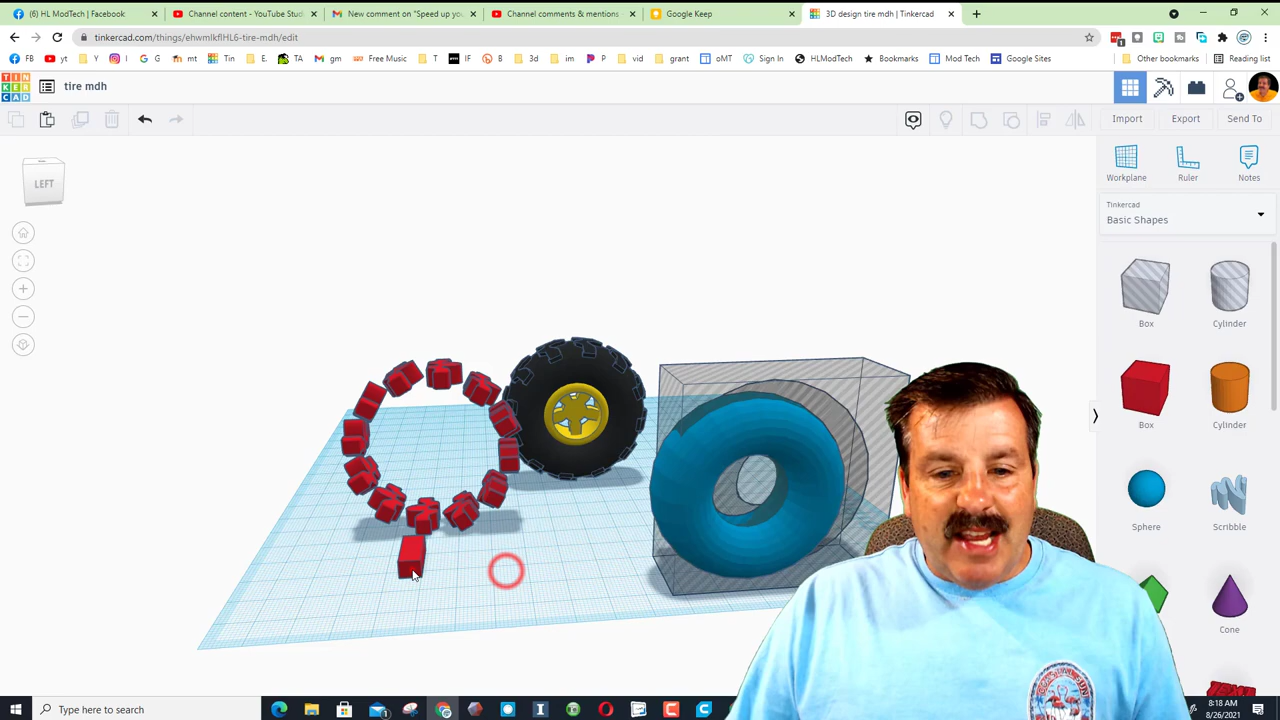 (6) HL ModTech | Facebook
Channel content - YouTube Stud
New comment on "Speed up you
Channel comments & mentions -
Google Keep
3D design tire mdh | Tinkercad
tinkercad.com/things/ehwmlkflHL6-tire-mdh/edit
FB
yt
Y
I
G
mt
Tin
E.
TA
gm
Free Music
T
IF
B
3d
im
P
vid
grant
oMT
Sign In
HLModTech
Bookmarks
Mod Tech
Google Sites
Other bookmarks
Reading list
TIN
KER
CAD
tire mdh
Import
Export
Send To
LEFT
Workplane
Ruler
Notes
Tinkercad
Basic Shapes
Box
Cylinder
Box
Cylinder
Sphere
Scribble
Cone
Type here to search
8:18 AM
8/26/2021